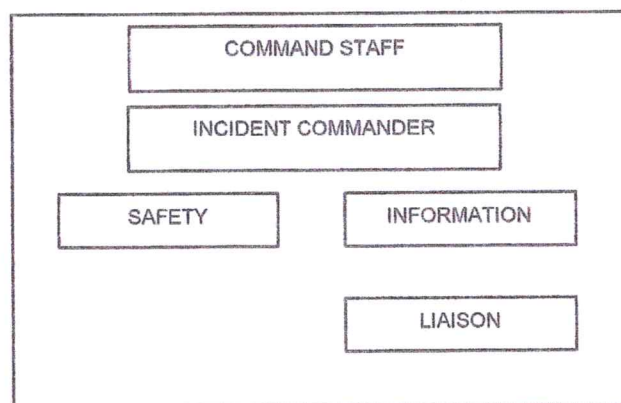 COMMAND STAFF
INCIDENT COMMANDER
SAFETY
INFORMATION
LIAISON